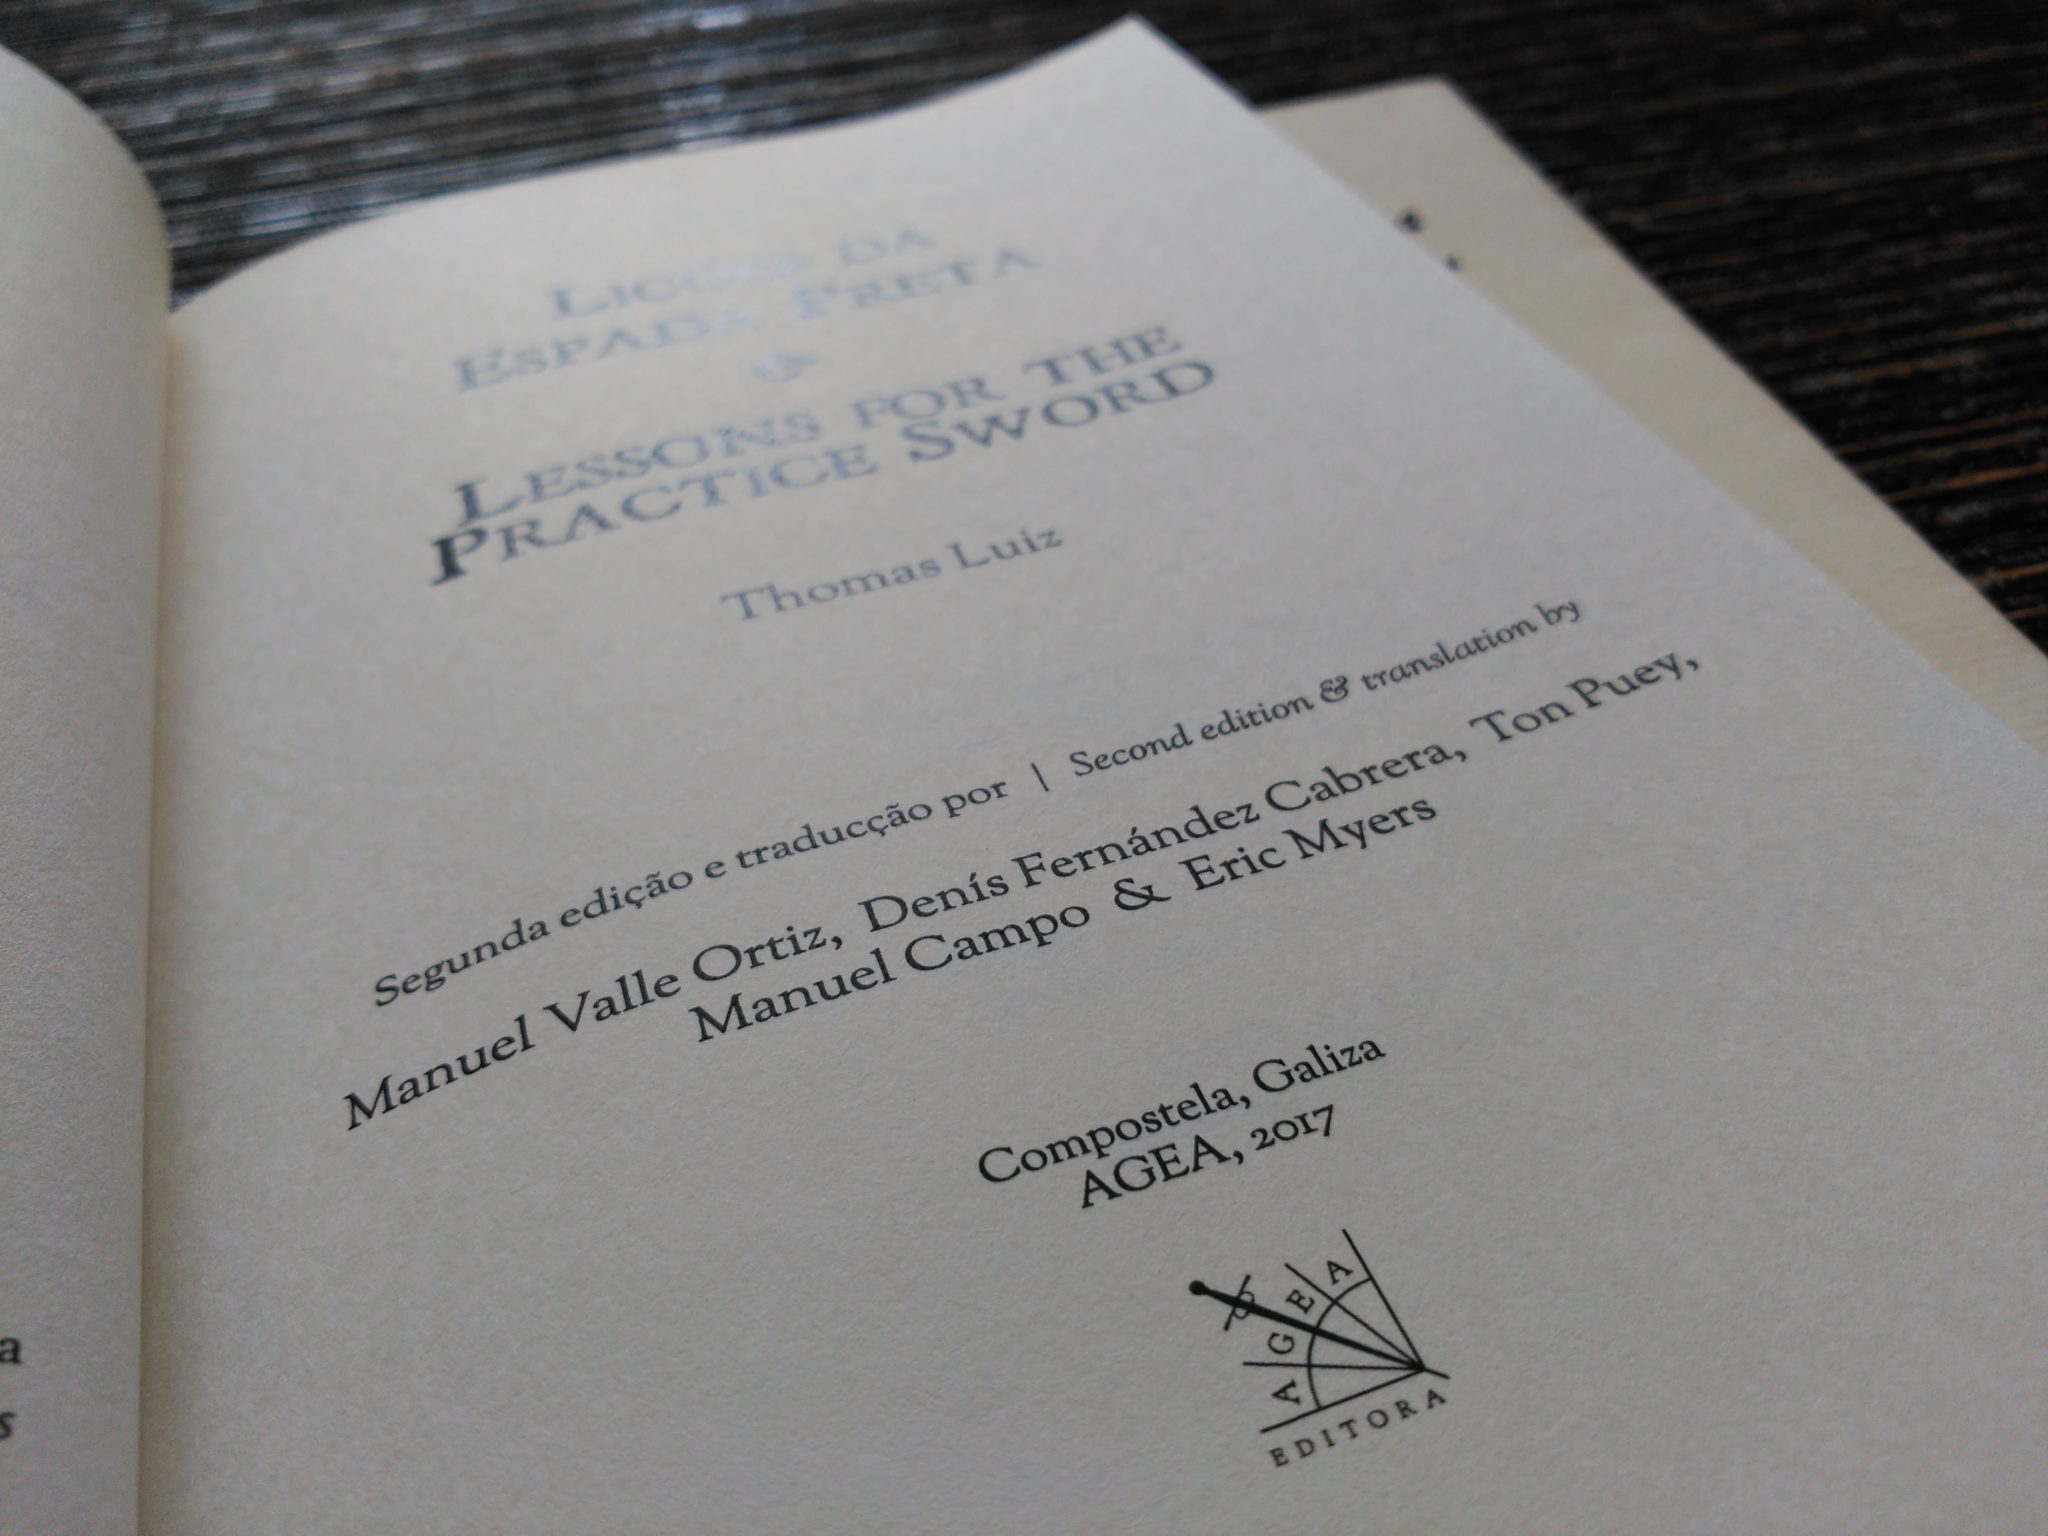 Lições da
Espada Preta
Lessons for the
Practice Sword
Thomas Luiz
Segunda edição e traducção por | Second edition & translation by
Manuel Valle Ortiz, Denís Fernández Cabrera, Ton Puey,
Manuel Campo & Eric Myers
Compostela, Galiza
AGEA, 2017
AGEA
EDITORA
a
s